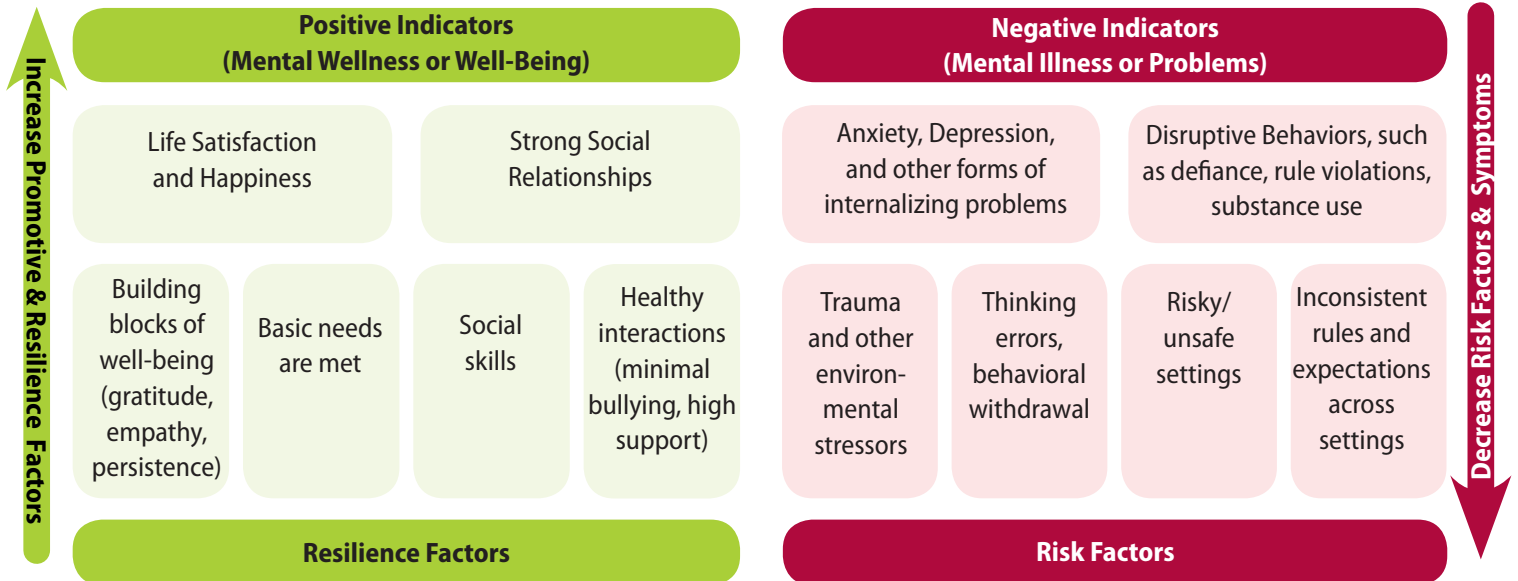 Increase Promotive & Resilience Factors
Positive Indicators
(Mental Wellness or Well-Being)
Life Satisfaction
and Happiness
Strong Social
Relationships
Building
blocks of
well-being
(gratitude,
empathy,
persistence)
Basic needs
are met
Social
skills
Healthy
interactions
(minimal
bullying, high
support)
Resilience Factors
Negative Indicators
(Mental Illness or Problems)
Anxiety, Depression,
and other forms of
internalizing problems
Disruptive Behaviors, such
as defiance, rule violations,
substance use
Trauma
and other
environ-
mental
stressors
Thinking
errors,
behavioral
withdrawal
Risky/
unsafe
settings
Inconsistent
rules and
expectations
across
settings
Risk Factors
Decrease Risk Factors & Symptoms